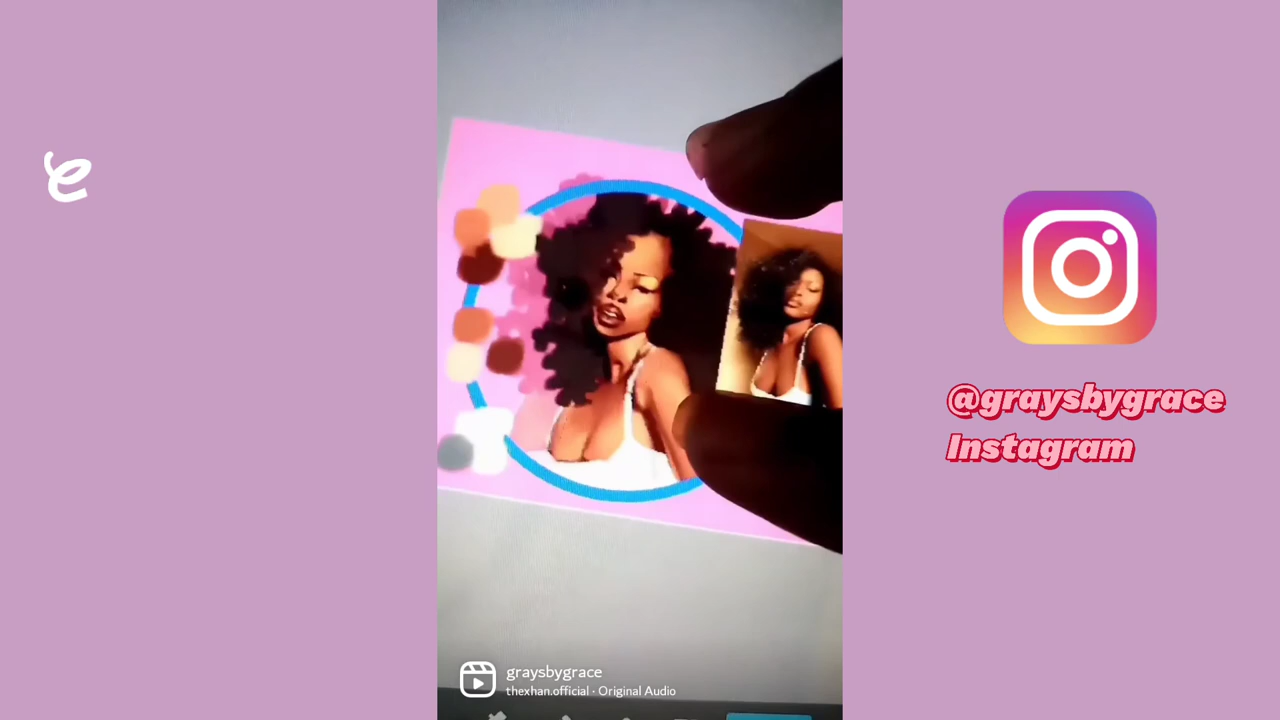 e
@graysbygrace
Instagram
graysbygrace
thexhan.official · Original Audio